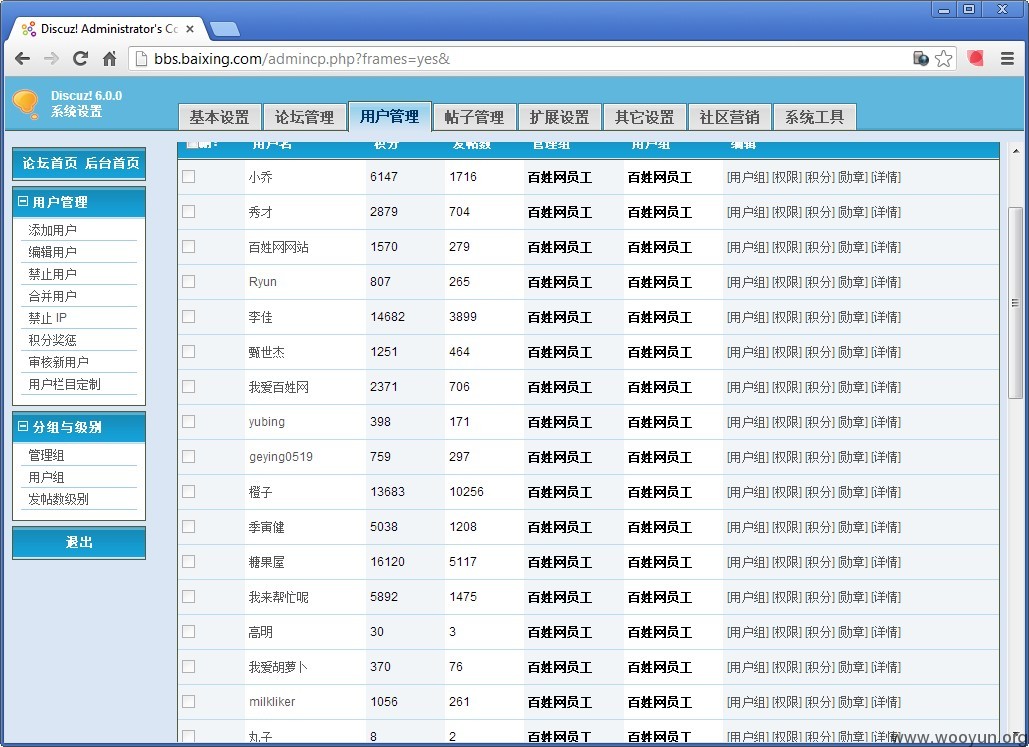 Discuz! Administrator's Co
bbs.baixing.com/admincp.php?frames=yes&
Discuz! 6.0.0
系统设置
基本设置 论坛管理 用户管理 帖子管理 扩展设置 其它设置 社区营销 系统工具
论坛首页 后台首页
用户管理
添加用户
编辑用户
禁止用户
合并用户
禁止 IP
积分奖惩
审核新用户
用户栏目定制
分组与级别
管理组
用户组
发帖数级别
退出
用户名 积分 发帖数 管理组 用户组 编辑
小乔 6147 1716 百姓网员工 百姓网员工 [用户组] [权限] [积分] [勋章] [详情]
秀才 2879 704 百姓网员工 百姓网员工 [用户组] [权限] [积分] [勋章] [详情]
百姓网网站 1570 279 百姓网员工 百姓网员工 [用户组] [权限] [积分] [勋章] [详情]
Ryun 807 265 百姓网员工 百姓网员工 [用户组] [权限] [积分] [勋章] [详情]
李佳 14682 3899 百姓网员工 百姓网员工 [用户组] [权限] [积分] [勋章] [详情]
甄世杰 1251 464 百姓网员工 百姓网员工 [用户组] [权限] [积分] [勋章] [详情]
我爱百姓网 2371 706 百姓网员工 百姓网员工 [用户组] [权限] [积分] [勋章] [详情]
yubing 398 171 百姓网员工 百姓网员工 [用户组] [权限] [积分] [勋章] [详情]
geying0519 759 297 百姓网员工 百姓网员工 [用户组] [权限] [积分] [勋章] [详情]
橙子 13683 10256 百姓网员工 百姓网员工 [用户组] [权限] [积分] [勋章] [详情]
季寅健 5038 1208 百姓网员工 百姓网员工 [用户组] [权限] [积分] [勋章] [详情]
糖果屋 16120 5117 百姓网员工 百姓网员工 [用户组] [权限] [积分] [勋章] [详情]
我来帮忙呢 5892 1475 百姓网员工 百姓网员工 [用户组] [权限] [积分] [勋章] [详情]
高明 30 3 百姓网员工 百姓网员工 [用户组] [权限] [积分] [勋章] [详情]
我爱胡萝卜 370 76 百姓网员工 百姓网员工 [用户组] [权限] [积分] [勋章] [详情]
milkliker 1056 261 百姓网员工 百姓网员工 [用户组] [权限] [积分] [勋章] [详情]
丸子 8 2 百姓网员工 百姓网员工 [用户组] [权限] [积分] [勋章] [详情]
www.wooyun.org